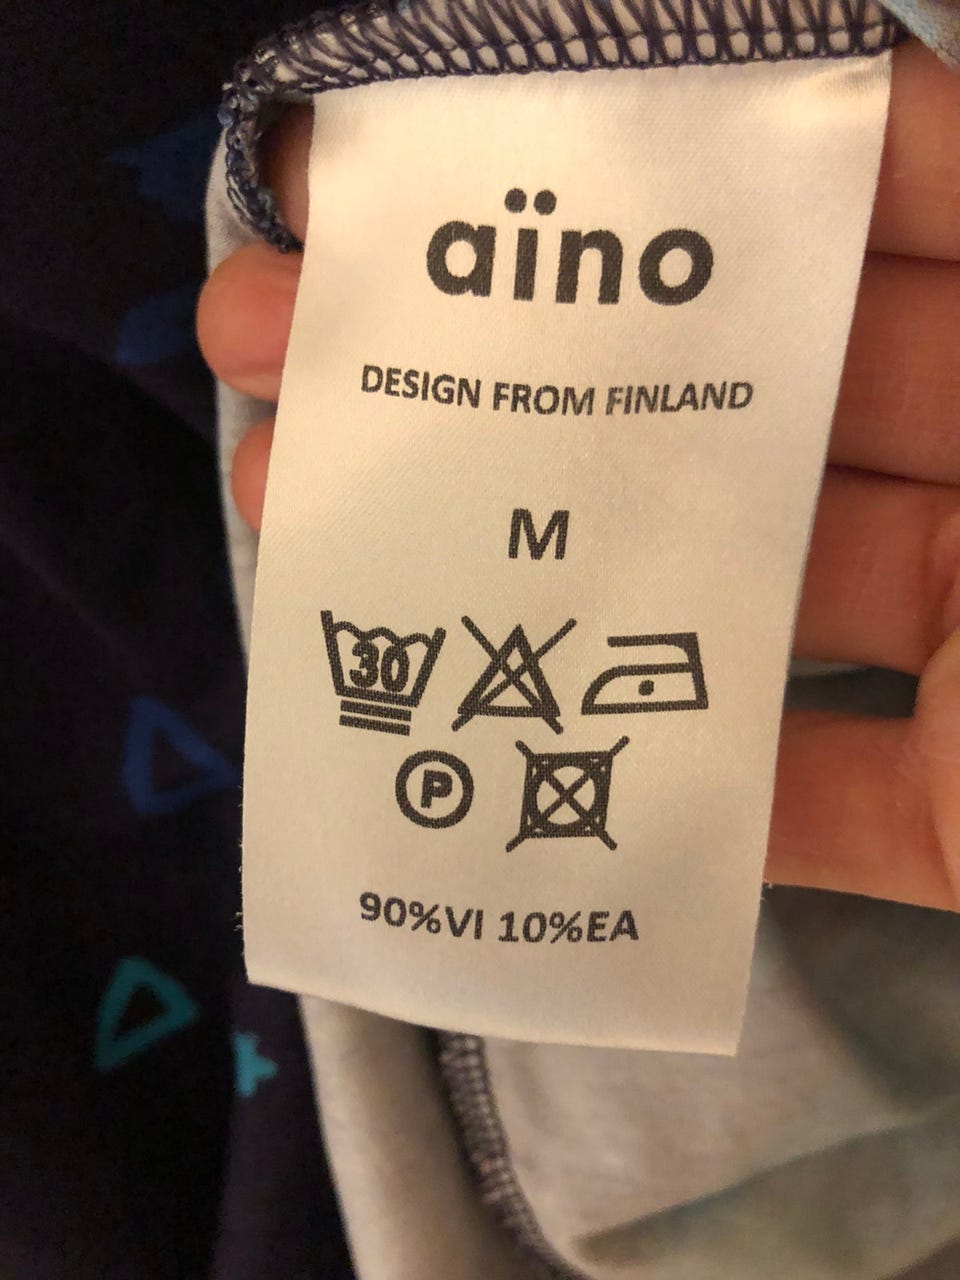 aïno
DESIGN FROM FINLAND
M
30
P
90%VI 10%EA